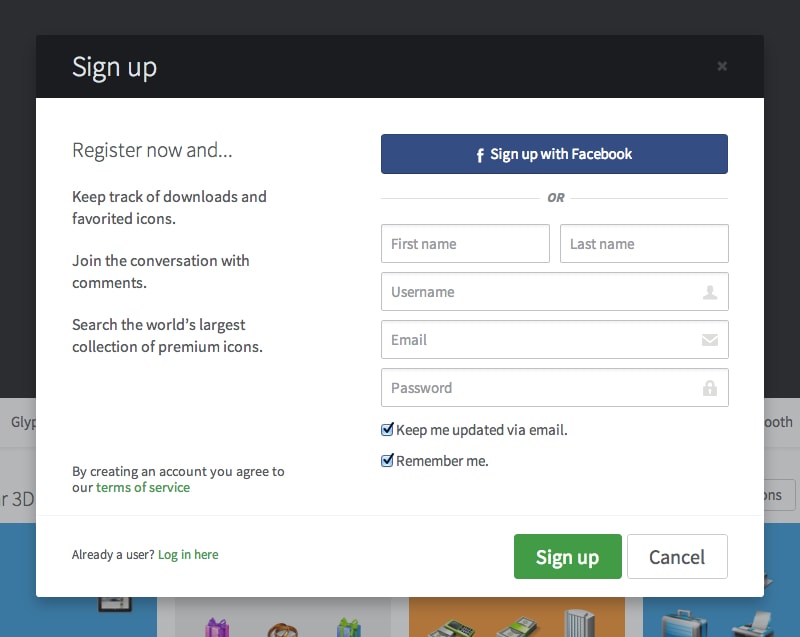 Sign up
Register now and...
Keep track of downloads and
favorited icons.
Join the conversation with
comments.
Search the world’s largest
collection of premium icons.
By creating an account you agree to
our terms of service
Sign up with Facebook
OR
First name
Last name
Username
Email
Password
Keep me updated via email.
Remember me.
Already a user? Log in here
Sign up
Cancel
3D